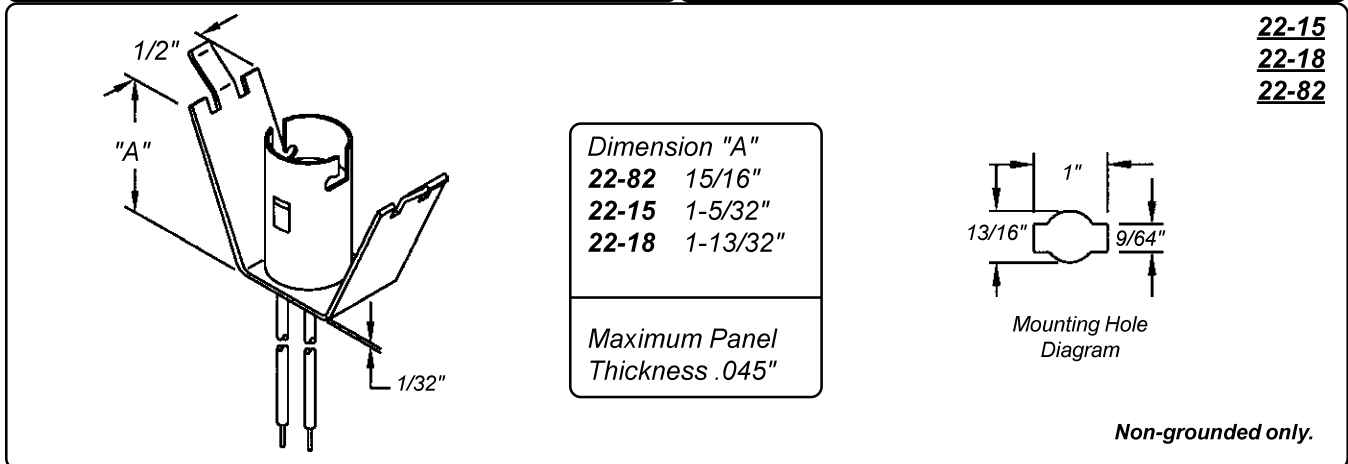 22-15
22-18
22-82
1/2"
"A"
1/32"
Dimension "A"
22-82 15/16"
22-15 1-5/32"
22-18 1-13/32"
Maximum Panel
Thickness .045"
1"
13/16"
9/64"
Mounting Hole
Diagram
Non-grounded only.